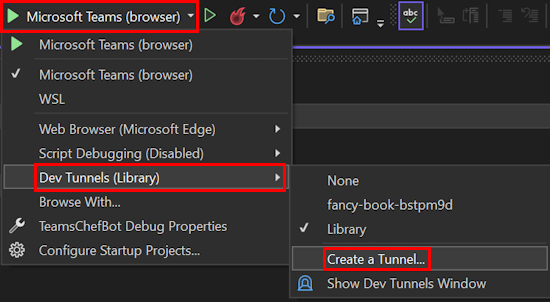 Microsoft Teams (browser)
abc
Microsoft Teams (browser)
Microsoft Teams (browser)
WSL
Web Browser (Microsoft Edge)
Script Debugging (Disabled)
Dev Tunnels (Library)
Browse With...
TeamsChefBot Debug Properties
Configure Startup Projects...
None
fancy-book-bstpm9d
Library
Create a Tunnel...
Show Dev Tunnels Window